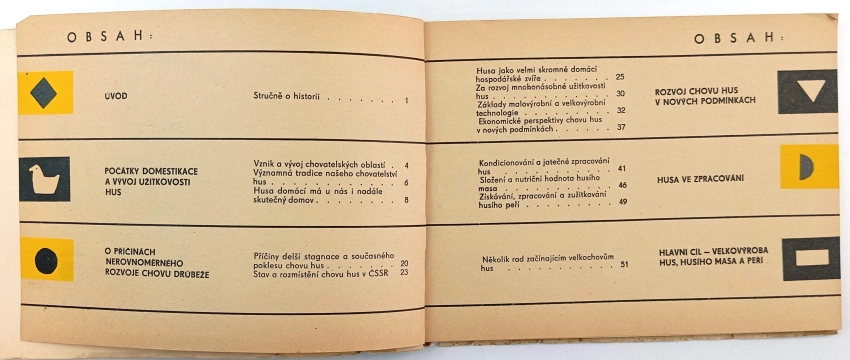 OBSAH:
ÚVOD
Stručně o historii . . . . . . . 1
POČÁTKY DOMESTIKACE
A VÝVOJ UŽITKOVOSTI
HUS
Vznik a vývoj chovatelských oblastí . 4
Významná tradice našeho chovatelství
hus . . . . . . . . . . . 6
Husa domácí má u nás i nadále
skutečný domov . . . . . . . . 8
O PŘÍČINÁCH
NEROVNOMĚRNÉHO
ROZVOJE CHOVU DRŮBEŽE
Příčiny delší stagnace a současného
poklesu chovu hus . . . . . . . 20
Stav a rozmístění chovu hus v ČSSR 23
OBSAH:
Husa jako velmi skromné domácí
hospodářské zvíře . . . . . . . 25
Za rozvoj mnohonásobné užitkovosti
hus . . . . . . . . . . . 30
Základy malovýrobní a velkovýrobní
technologie . . . . . . . . . 32
Ekonomické perspektivy chovu hus
v nových podmínkách . . . . . . 37
ROZVOJ CHOVU HUS
V NOVÝCH PODMÍNKÁCH
Kondicionování a jatečné zpracování
hus . . . . . . . . . . . 41
Složení a nutriční hodnota husího
masa . . . . . . . . . . . 46
Získávání, zpracování a zužitkování
husího peří . . . . . . . . . 49
HUSA VE ZPRACOVÁNÍ
Několik rad začínajícím velkochovům
hus . . . . . . . . . . . 51
HLAVNÍ CÍL – VELKOVÝROBA
HUS, HUSÍHO MASA A PEŘÍ